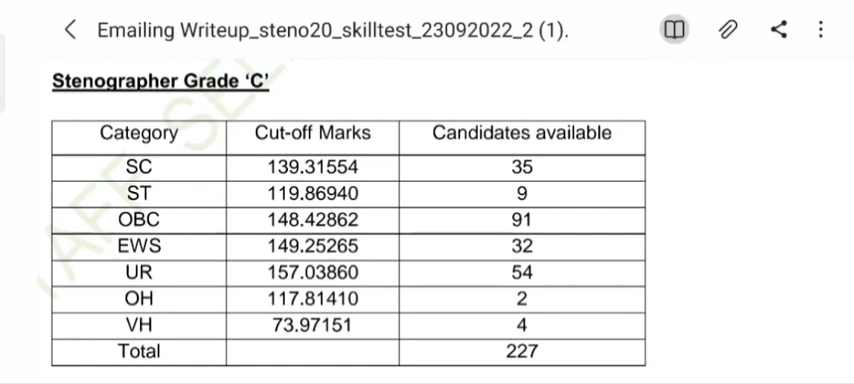 Emailing Writeup_steno20_skilltest_23092022_2 (1).
Stenographer Grade ‘C’
Category Cut-off Marks Candidates available
SC 139.31554 35
ST 119.86940 9
OBC 148.42862 91
EWS 149.25265 32
UR 157.03860 54
OH 117.81410 2
VH 73.97151 4
Total 227